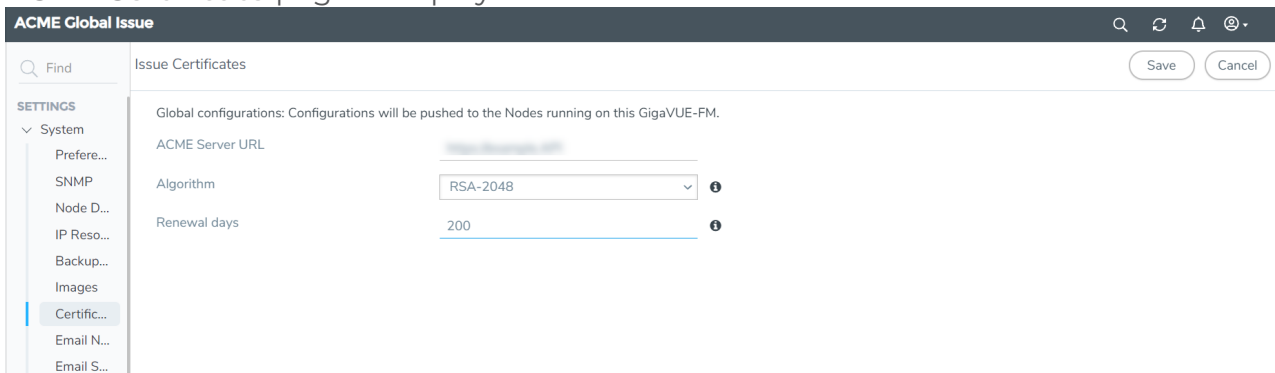 ACME Global Issue
Find
Issue Certificates
Save
Cancel
SETTINGS
System
Prefere...
SNMP
Node D...
IP Reso...
Backup...
Images
Certific...
Email N...
Email S...
Global configurations: Configurations will be pushed to the Nodes running on this GigaVUE-FM.
ACME Server URL
Algorithm
RSA-2048
Renewal days
200